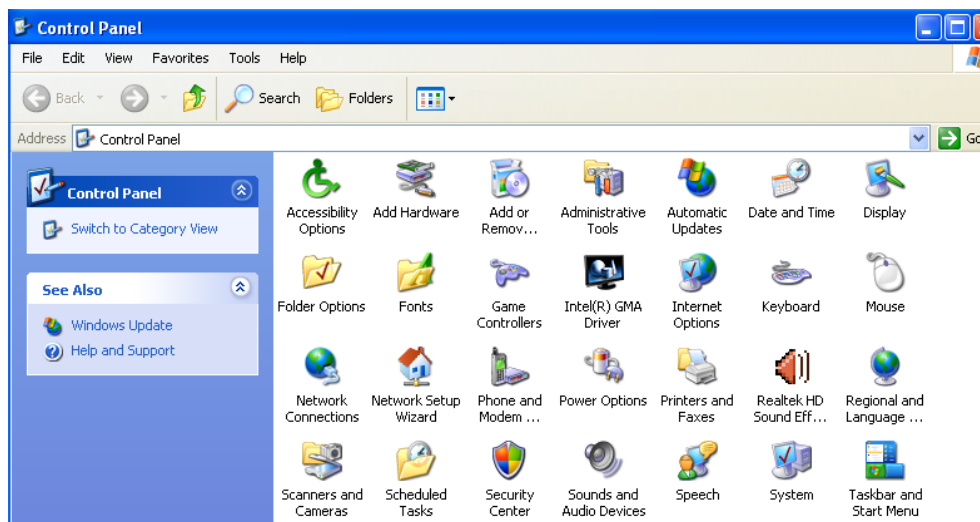 Control Panel
File Edit View Favorites Tools Help
Back Search Folders
Address Control Panel
Control Panel
Switch to Category View
See Also
Windows Update
Help and Support
Accessibility Options
Add Hardware
Add or Remov...
Administrative Tools
Automatic Updates
Date and Time
Display
Folder Options
Fonts
Game Controllers
Intel(R) GMA Driver
Internet Options
Keyboard
Mouse
Network Connections
Network Setup Wizard
Phone and Modem ...
Power Options
Printers and Faxes
Realtek HD Sound Eff...
Regional and Language ...
Scanners and Cameras
Scheduled Tasks
Security Center
Sounds and Audio Devices
Speech
System
Taskbar and Start Menu